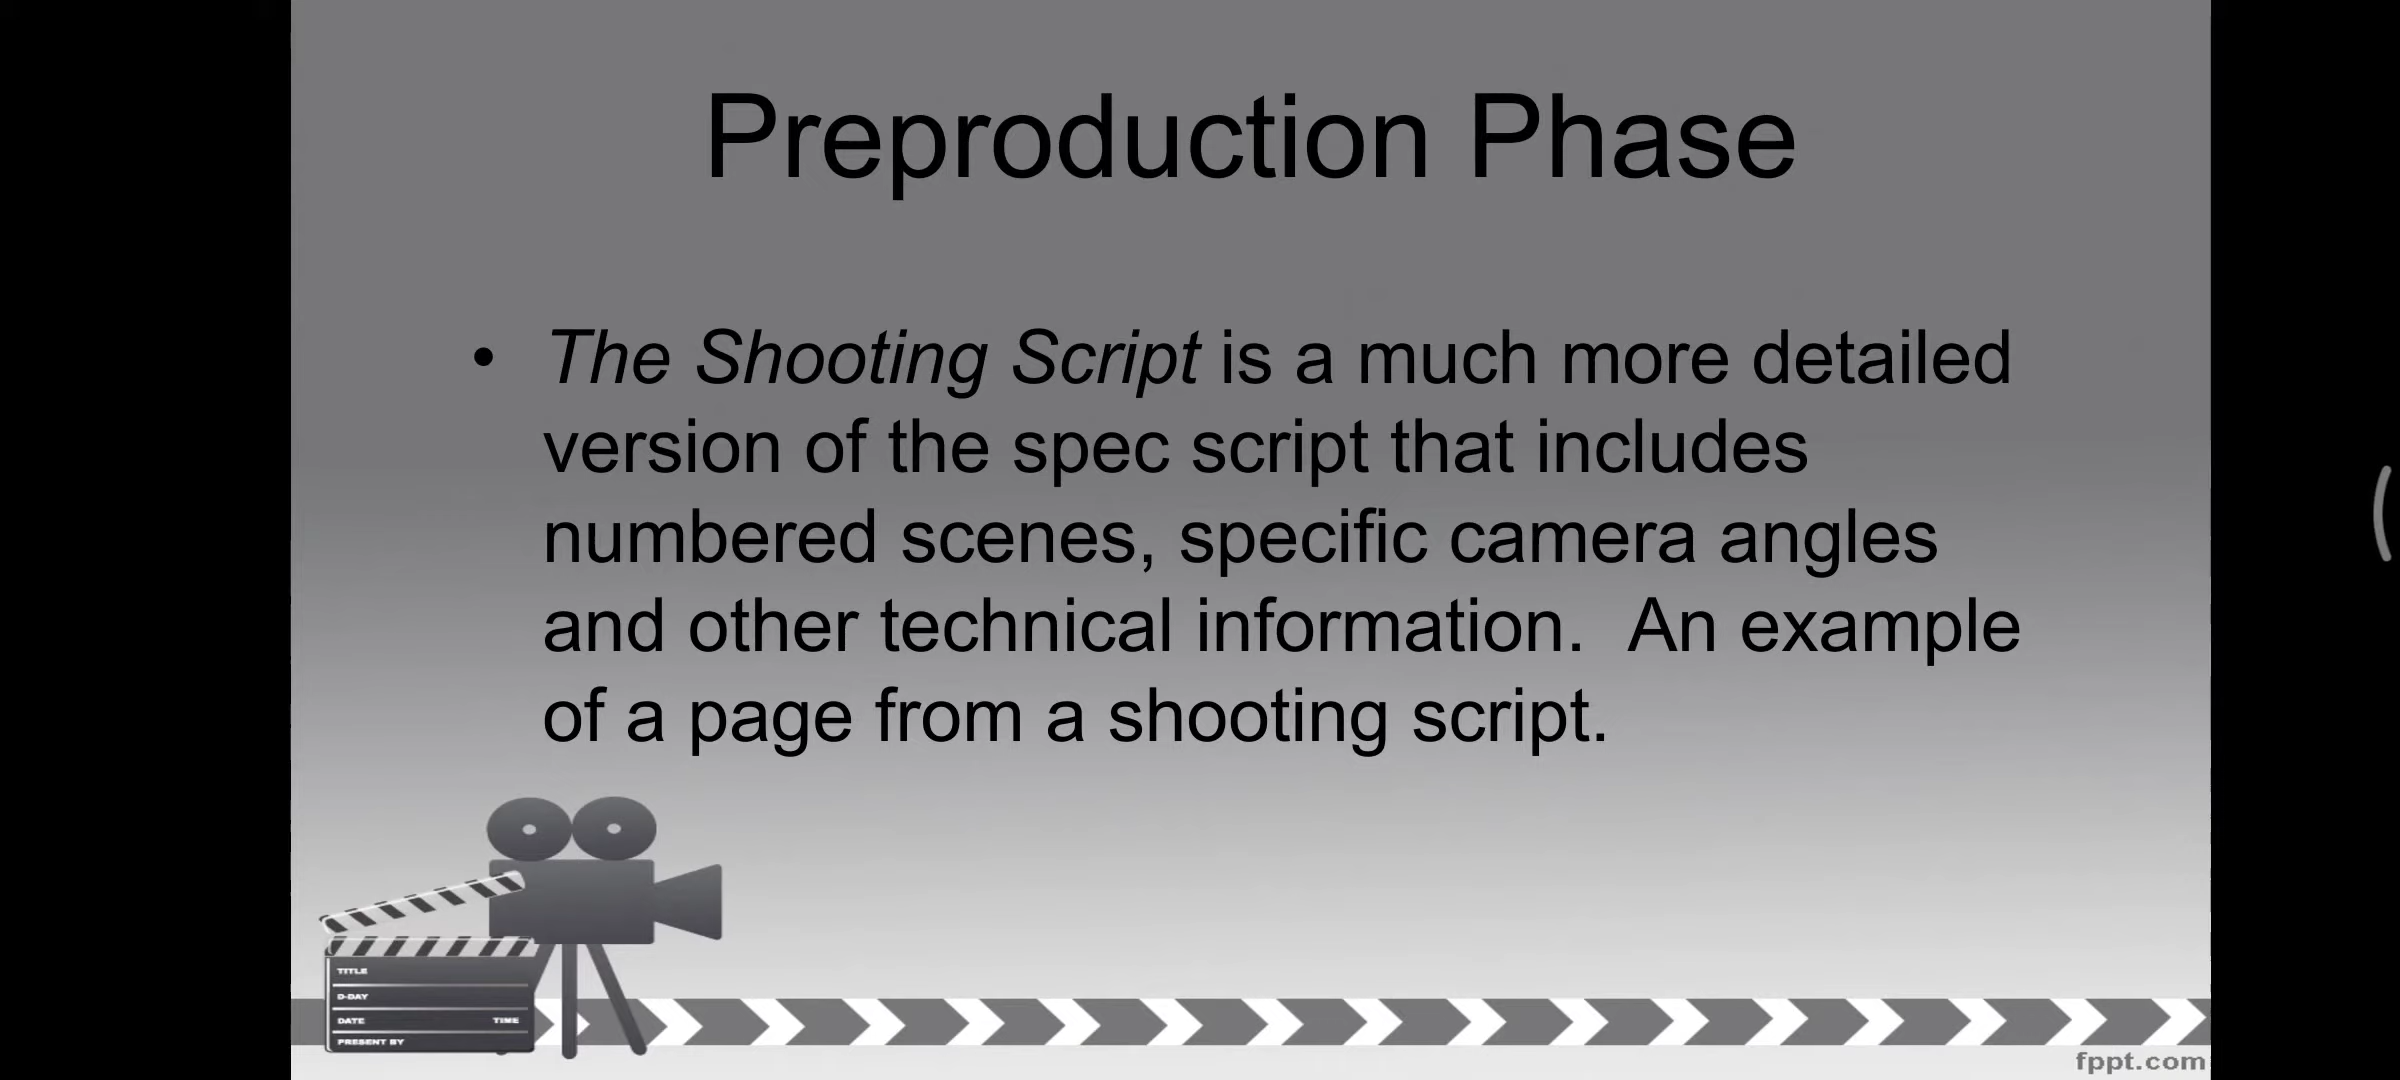 Preproduction Phase
• The Shooting Script is a much more detailed
version of the spec script that includes
numbered scenes, specific camera angles
and other technical information.  An example
of a page from a shooting script.
TITLE
D-DAY
DATE TIME
PRESENT BY
fppt.com